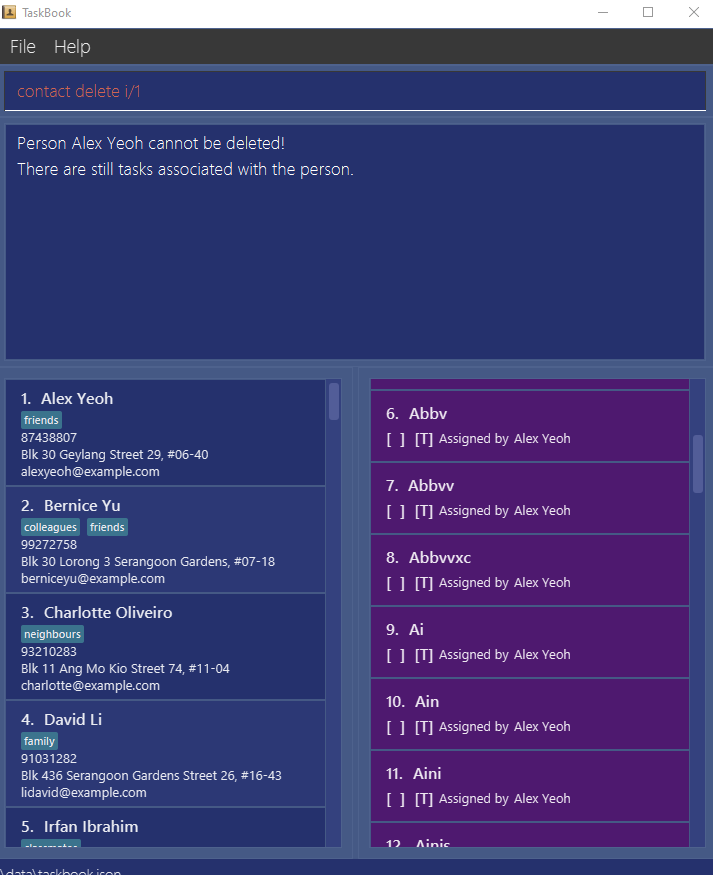 TaskBook
File Help
contact delete i/1
Person Alex Yeoh cannot be deleted!
There are still tasks associated with the person.
1. Alex Yeoh
friends
87438807
Blk 30 Geylang Street 29, #06-40
alexyeoh@example.com
2. Bernice Yu
colleagues friends
99272758
Blk 30 Lorong 3 Serangoon Gardens, #07-18
berniceyu@example.com
3. Charlotte Oliveiro
neighbours
93210283
Blk 11 Ang Mo Kio Street 74, #11-04
charlotte@example.com
4. David Li
family
91031282
Blk 436 Serangoon Gardens Street 26, #16-43
lidavid@example.com
5. Irfan Ibrahim
classmates
6. Abbv
[ ] [T] Assigned by Alex Yeoh
7. Abbvv
[ ] [T] Assigned by Alex Yeoh
8. Abbvvxc
[ ] [T] Assigned by Alex Yeoh
9. Ai
[ ] [T] Assigned by Alex Yeoh
10. Ain
[ ] [T] Assigned by Alex Yeoh
11. Aini
[ ] [T] Assigned by Alex Yeoh
12. Ainis
\data\taskbook.json